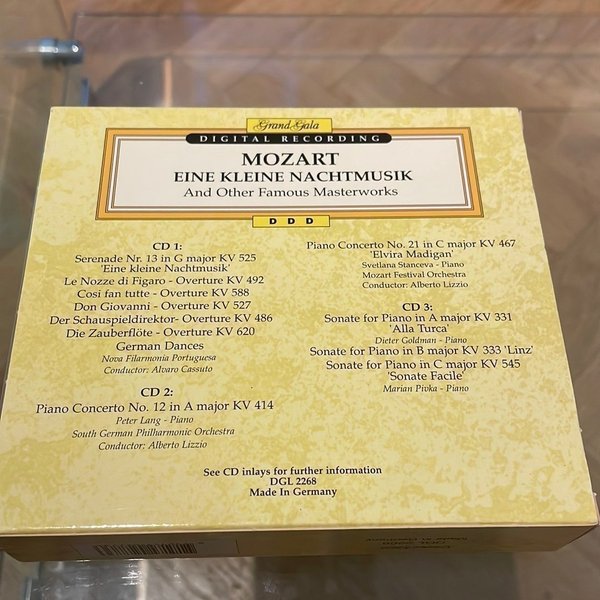 Grand Gala
DIGITAL RECORDING
MOZART
EINE KLEINE NACHTMUSIK
And Other Famous Masterworks
D D D
CD 1:
Serenade Nr. 13 in G major KV 525
'Eine kleine Nachtmusik'
Le Nozze di Figaro - Overture KV 492
Cosi fan tutte - Overture KV 588
Don Giovanni - Overture KV 527
Der Schauspieldirektor- Overture KV 486
Die Zauberflöte - Overture KV 620
German Dances
Nova Filarmonia Portuguesa
Conductor: Alvaro Cassuto
CD 2:
Piano Concerto No. 12 in A major KV 414
Peter Lang - Piano
South German Philharmonic Orchestra
Conductor: Alberto Lizzio
Piano Concerto No. 21 in C major KV 467
'Elvira Madigan'
Svetlana Stanceva - Piano
Mozart Festival Orchestra
Conductor: Alberto Lizzio
CD 3:
Sonate for Piano in A major KV 331
'Alla Turca'
Dieter Goldman - Piano
Sonate for Piano in B major KV 333 'Linz'
Sonate for Piano in C major KV 545
'Sonate Facile'
Marian Pivka - Piano
See CD inlays for further information
DGL 2268
Made In Germany